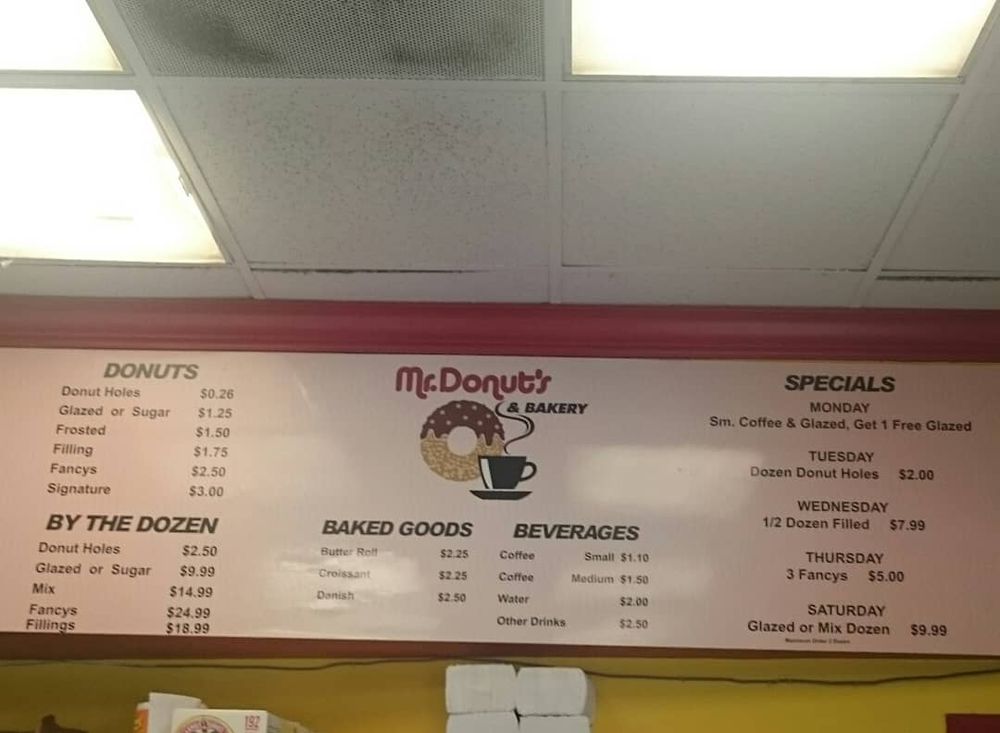 DONUTS
Donut Holes $0.26
Glazed or Sugar $1.25
Frosted $1.50
Filling $1.75
Fancys $2.50
Signature $3.00
BY THE DOZEN
Donut Holes $2.50
Glazed or Sugar $9.99
Mix $14.99
Fancys $24.99
Fillings $18.99
Mr.Donut's
& BAKERY
BAKED GOODS
Butter Roll $2.25
Croissant $2.25
Danish $2.50
BEVERAGES
Coffee Small $1.10
Coffee Medium $1.50
Water $2.00
Other Drinks $2.50
SPECIALS
MONDAY
Sm. Coffee & Glazed, Get 1 Free Glazed
TUESDAY
Dozen Donut Holes $2.00
WEDNESDAY
1/2 Dozen Filled $7.99
THURSDAY
3 Fancys $5.00
SATURDAY
Glazed or Mix Dozen $9.99
192